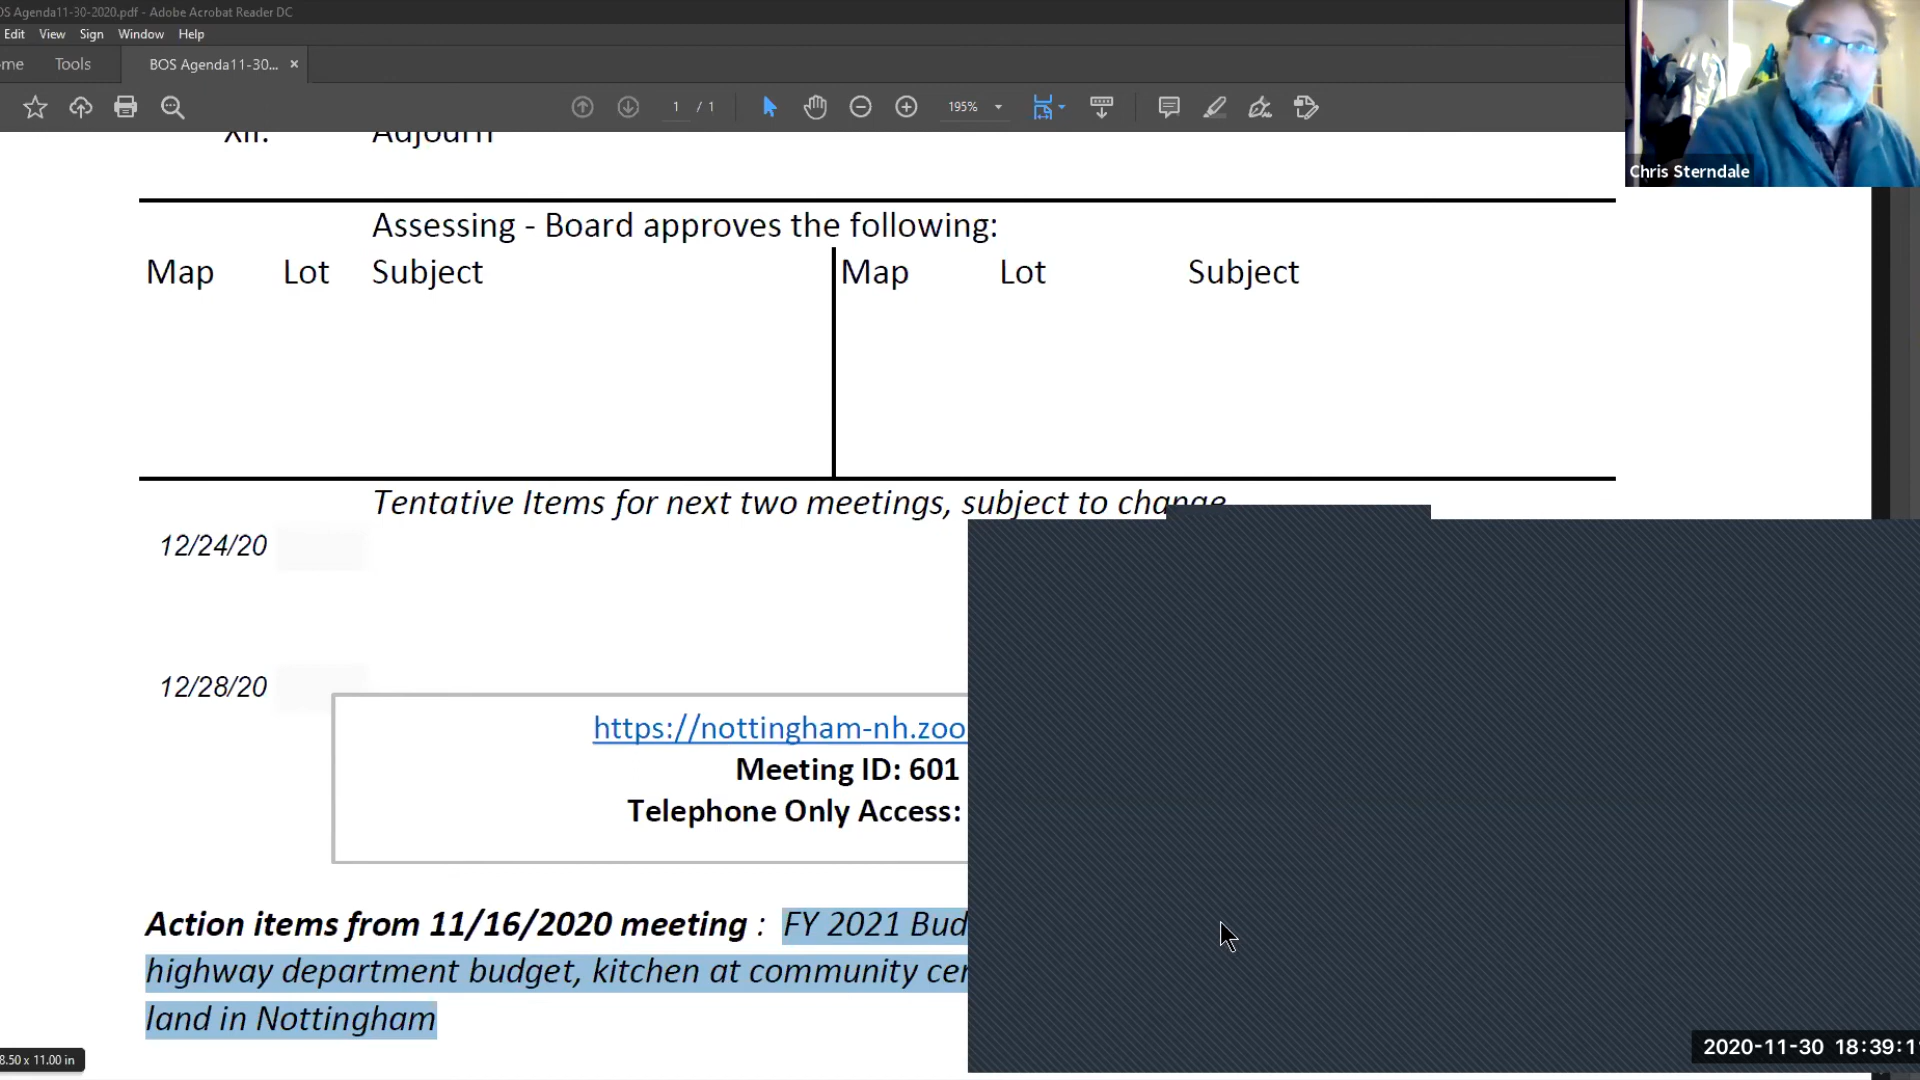 OS Agenda11-30-2020.pdf - Adobe Acrobat Reader DC
Edit View Sign Window Help
me Tools BOS Agenda11-30... ×
1 / 1 195%
XII. Adjourn
Chris Sterndale
Assessing - Board approves the following:
Map Lot Subject Map Lot Subject
Tentative Items for next two meetings, subject to change
12/24/20
12/28/20
https://nottingham-nh.zoo
Meeting ID: 601
Telephone Only Access:
Action items from 11/16/2020 meeting : FY 2021 Bud
highway department budget, kitchen at community cen
land in Nottingham
8.50 x 11.00 in
2020-11-30 18:39:1